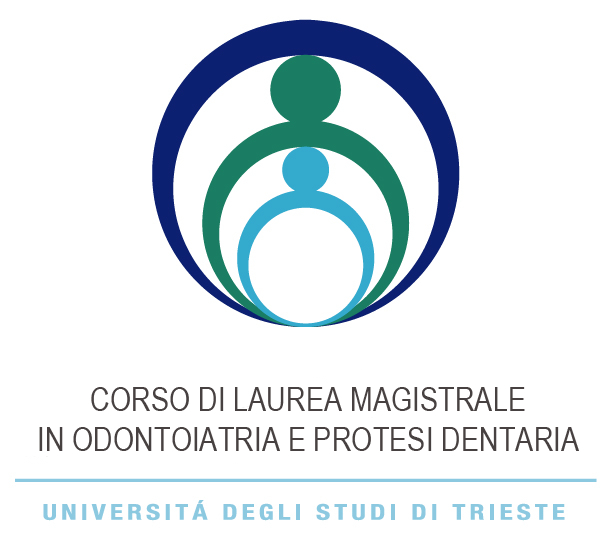 CORSO DI LAUREA MAGISTRALE
IN ODONTOIATRIA E PROTESI DENTARIA
UNIVERSITÁ DEGLI STUDI DI TRIESTE